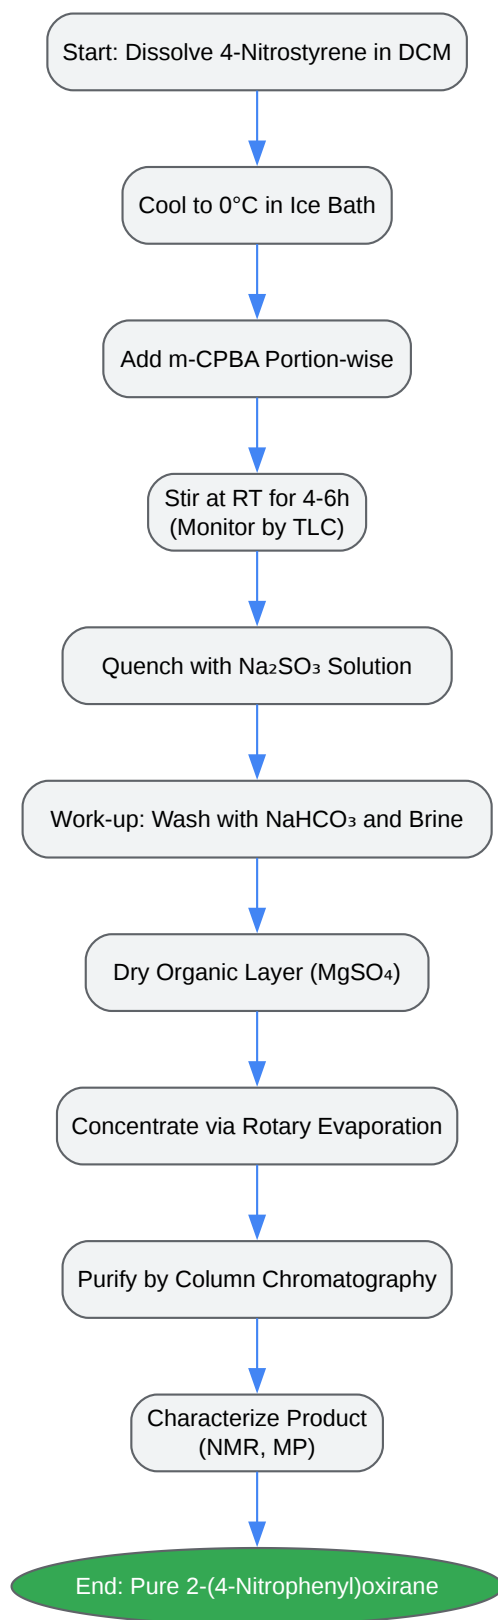 Start: Dissolve 4-Nitrostyrene in DCM
Cool to 0°C in Ice Bath
Add m-CPBA Portion-wise
Stir at RT for 4-6h
(Monitor by TLC)
Quench with Na₂SO₃ Solution
Work-up: Wash with NaHCO₃ and Brine
Dry Organic Layer (MgSO₄)
Concentrate via Rotary Evaporation
Purify by Column Chromatography
Characterize Product
(NMR, MP)
End: Pure 2-(4-Nitrophenyl)oxirane